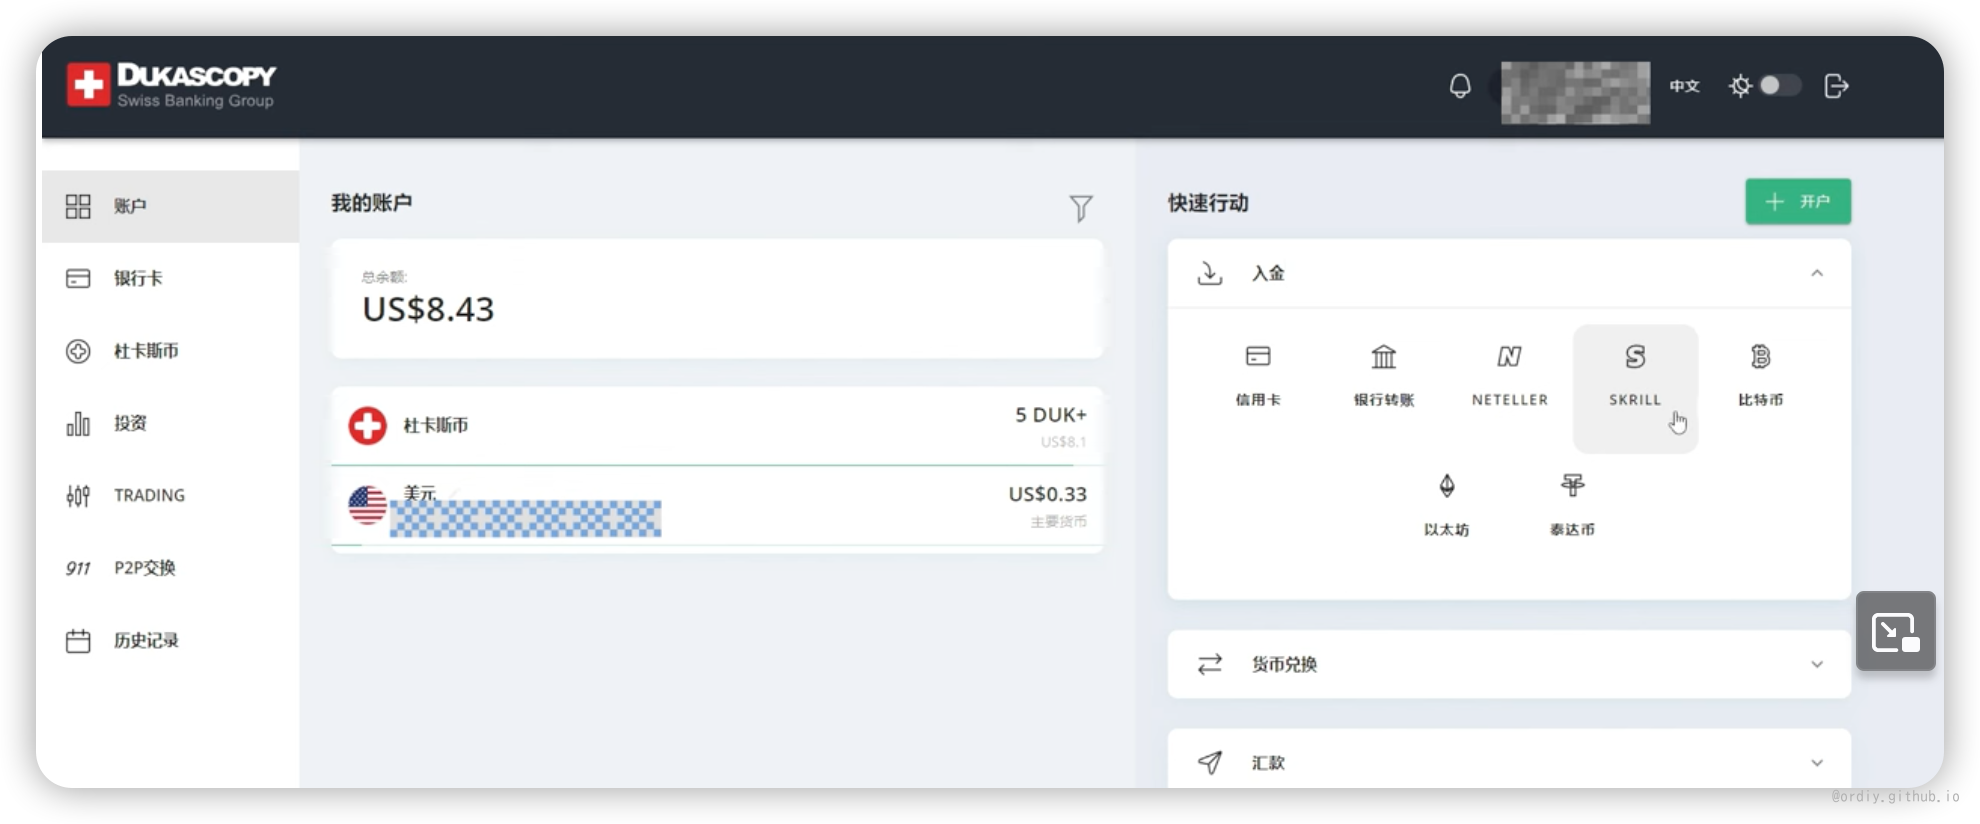 DUKASCOPY
Swiss Banking Group
中文
账户
银行卡
杜卡斯币
投资
TRADING
911 P2P交换
历史记录
我的账户
总余额:
US$8.43
杜卡斯币
5 DUK+
US$8.1
美元
US$0.33
主要货币
快速行动
开户
入金
信用卡
银行转账
NETELLER
SKRILL
比特币
以太坊
泰达币
货币兑换
汇款
@ordiy.github.io